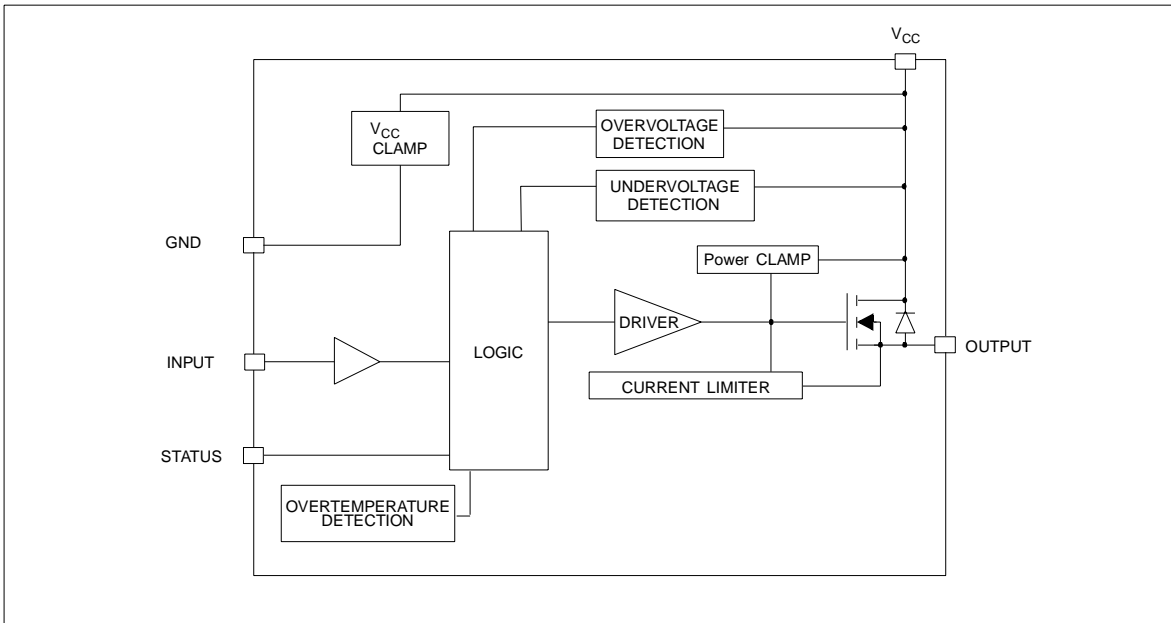 VCC
VCC
CLAMP
OVERVOLTAGE
DETECTION
UNDERVOLTAGE
DETECTION
GND
Power CLAMP
DRIVER
LOGIC
OUTPUT
INPUT
CURRENT LIMITER
STATUS
OVERTEMPERATURE
DETECTION